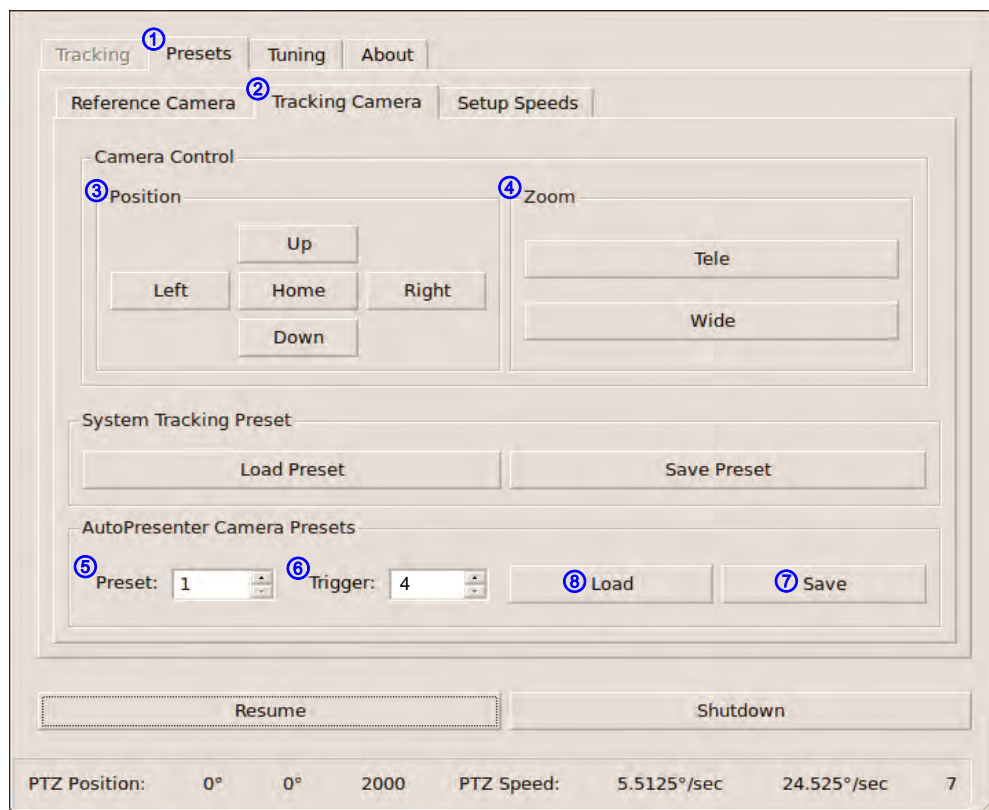 ① Presets
Tracking Tuning About
Reference Camera ② Tracking Camera Setup Speeds
Camera Control
③ Position ④ Zoom
Up
Tele
Left Home Right
Wide
Down
System Tracking Preset
Load Preset Save Preset
AutoPresenter Camera Presets
⑤ Preset: 1 ⑥ Trigger: 4 ⑧ Load ⑦ Save
Resume Shutdown
PTZ Position: 0° 0° 2000 PTZ Speed: 5.5125°/sec 24.525°/sec 7